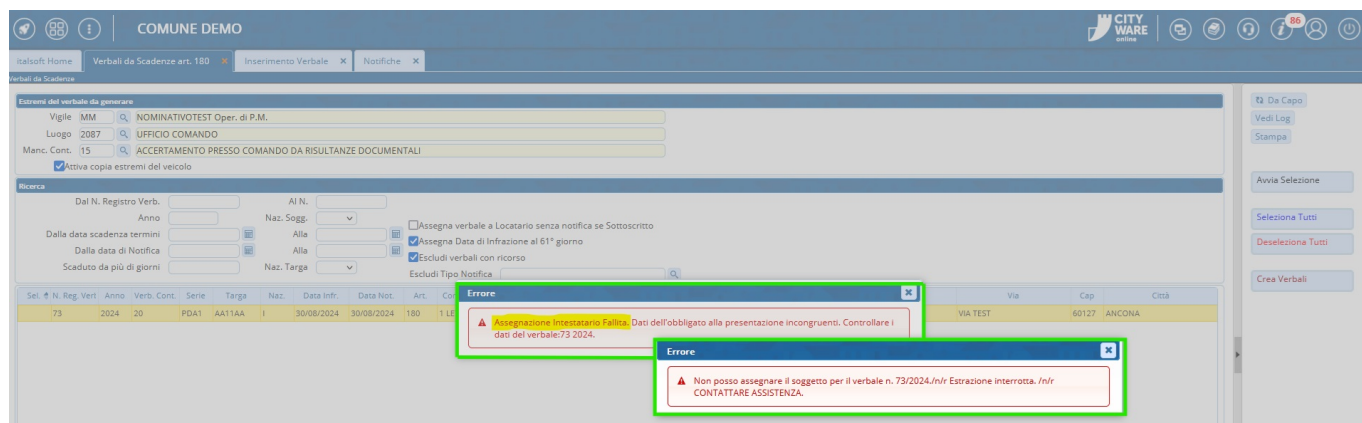 COMUNE DEMO
CITY WARE online
86
italsoft Home Verbali da Scadenze art. 180 × Inserimento Verbale × Notifiche ×
Verbali da Scadenze
Estremi del verbale da generare
Vigile MM NOMINATIVOTEST Oper. di P.M.
Luogo 2087 UFFICIO COMANDO
Manc. Cont. 15 ACCERTAMENTO PRESSO COMANDO DA RISULTANZE DOCUMENTALI
Attiva copia estremi del veicolo
Ricerca
Dal N. Registro Verb. Al N.
Anno Naz. Sogg.
Dalla data scadenza termini Alla
Dalla data di Notifica Alla
Scaduto da più di giorni Naz. Targa
Assegna verbale a Locatario senza notifica se Sottoscritto
Assegna Data di Infrazione al 61° giorno
Escludi verbali con ricorso
Escludi Tipo Notifica
Sel. N. Reg. Vert Anno Verb. Cont. Serie Targa Naz. Data Infr. Data Not. Art. Via Cap Città
73 2024 20 PDA1 AA11AA I 30/08/2024 30/08/2024 180 1 LE VIA TEST 60127 ANCONA
Errore
Assegnazione Intestatario Fallita. Dati dell'obbligato alla presentazione incongruenti. Controllare i
dati del verbale:73 2024.
Errore
Non posso assegnare il soggetto per il verbale n. 73/2024./n/r Estrazione interrotta. /n/r
CONTATTARE ASSISTENZA.
Da Capo
Vedi Log
Stampa
Avvia Selezione
Seleziona Tutti
Deseleziona Tutti
Crea Verbali